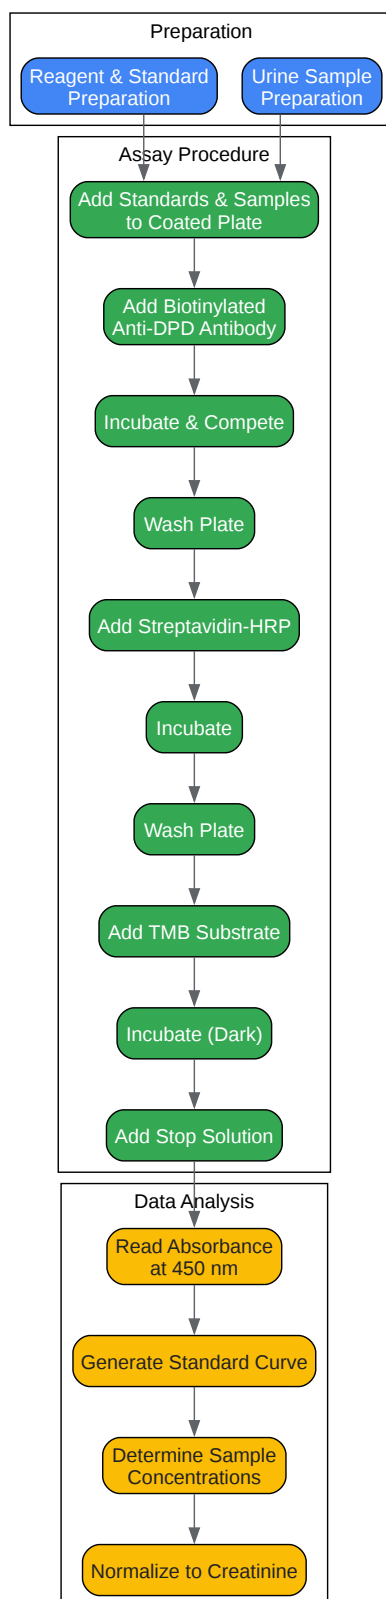 Preparation
Reagent & Standard
Preparation
Urine Sample
Preparation
Assay Procedure
Add Standards & Samples
to Coated Plate
Add Biotinylated
Anti-DPD Antibody
Incubate & Compete
Wash Plate
Add Streptavidin-HRP
Incubate
Wash Plate
Add TMB Substrate
Incubate (Dark)
Add Stop Solution
Data Analysis
Read Absorbance
at 450 nm
Generate Standard Curve
Determine Sample
Concentrations
Normalize to Creatinine